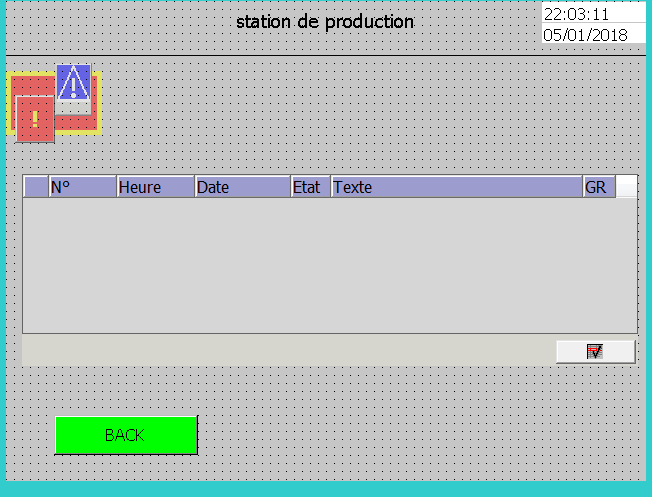 station de production
22:03:11
05/01/2018
!
!
N° Heure Date Etat Texte GR
BACK